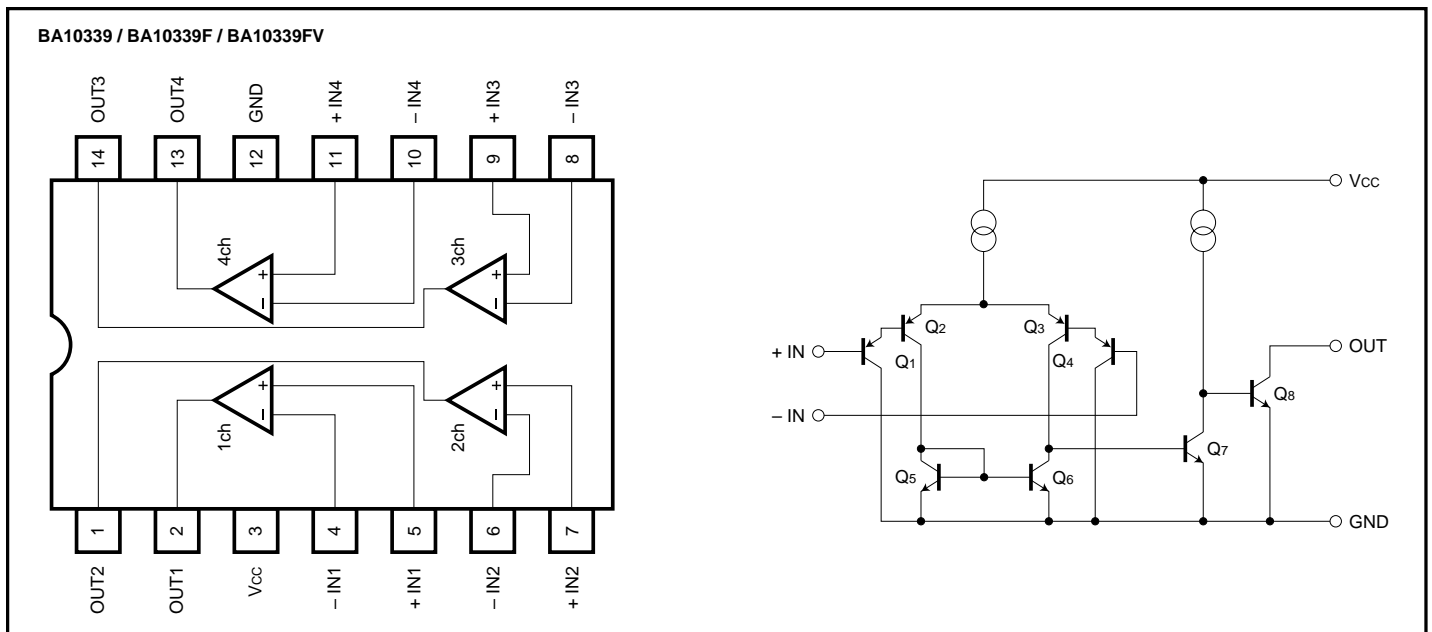 BA10339 / BA10339F / BA10339FV
OUT3
OUT4
GND
+ IN4
– IN4
+ IN3
– IN3
14
13
12
11
10
9
8
4ch
+
–
3ch
+
–
1ch
+
–
2ch
+
–
1
2
3
4
5
6
7
OUT2
OUT1
VCC
– IN1
+ IN1
– IN2
+ IN2
VCC
Q2
Q3
+ IN
Q1
Q4
OUT
Q8
– IN
Q7
Q5
Q6
GND